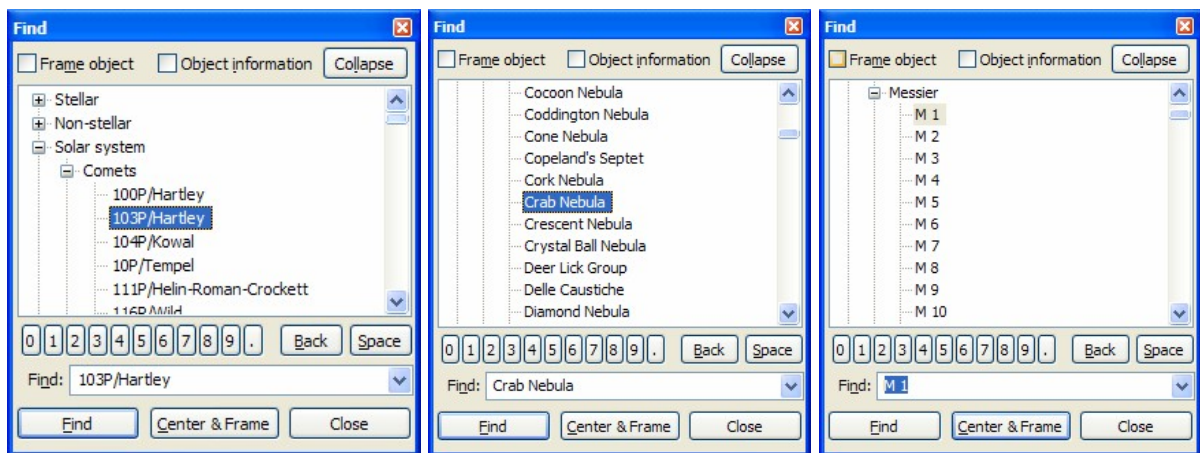 Find
Frame object Object information Collapse
Stellar
Non-stellar
Solar system
Comets
100P/Hartley
103P/Hartley
104P/Kowal
10P/Tempel
111P/Helin-Roman-Crockett
116P/Wild
0 1 2 3 4 5 6 7 8 9 . Back Space
Find: 103P/Hartley
Find Center & Frame Close
Find
Frame object Object information Collapse
Cocoon Nebula
Coddington Nebula
Cone Nebula
Copeland's Septet
Cork Nebula
Crab Nebula
Crescent Nebula
Crystal Ball Nebula
Deer Lick Group
Delle Caustiche
Diamond Nebula
0 1 2 3 4 5 6 7 8 9 . Back Space
Find: Crab Nebula
Find Center & Frame Close
Find
Frame object Object information Collapse
Messier
M 1
M 2
M 3
M 4
M 5
M 6
M 7
M 8
M 9
M 10
0 1 2 3 4 5 6 7 8 9 . Back Space
Find: M 1
Find Center & Frame Close